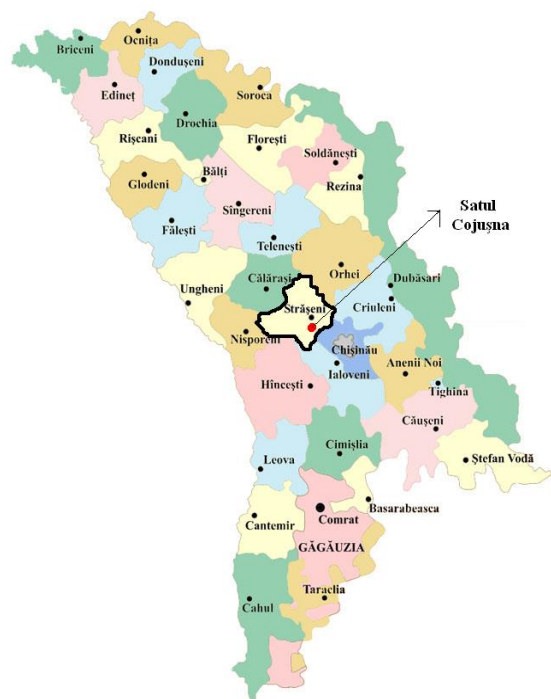 Ocnița
Briceni
Dondușeni
Edineț
Soroca
Drochia
Rîșcani
Florești
Soldănești
Bălți
Glodeni
Rezina
Sîngereni
Satul
Cojușna
Fălești
Telenești
Orhei
Călărași
Dubăsari
Ungheni
Criuleni
Strășeni
Nisporeni
Chișinău
Anenii Noi
Ialoveni
Hîncești
Tighina
Căușeni
Cimișlia
Ștefan Vodă
Leova
Basarabeasca
Comrat
Cantemir
GĂGĂUZIA
Taraclia
Cahul